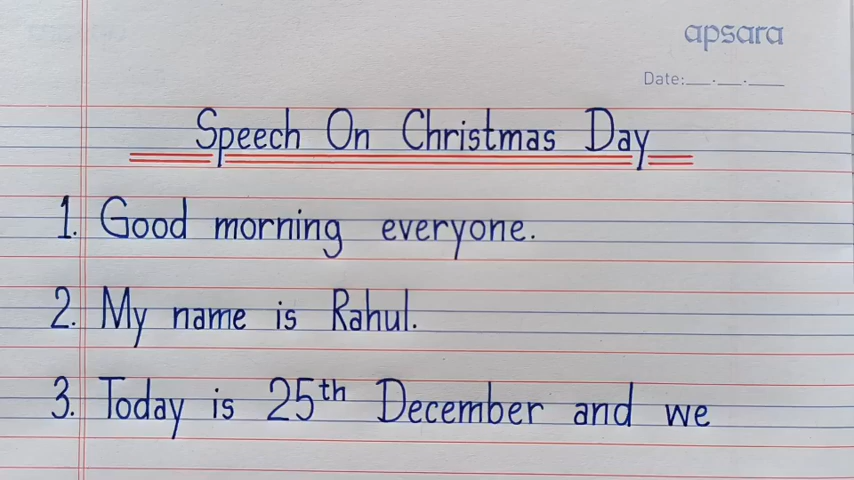 apsara
Date:__.__.___
Speech On Christmas Day
1. Good morning everyone.
2. My name is Rahul.
3. Today is 25th December and we